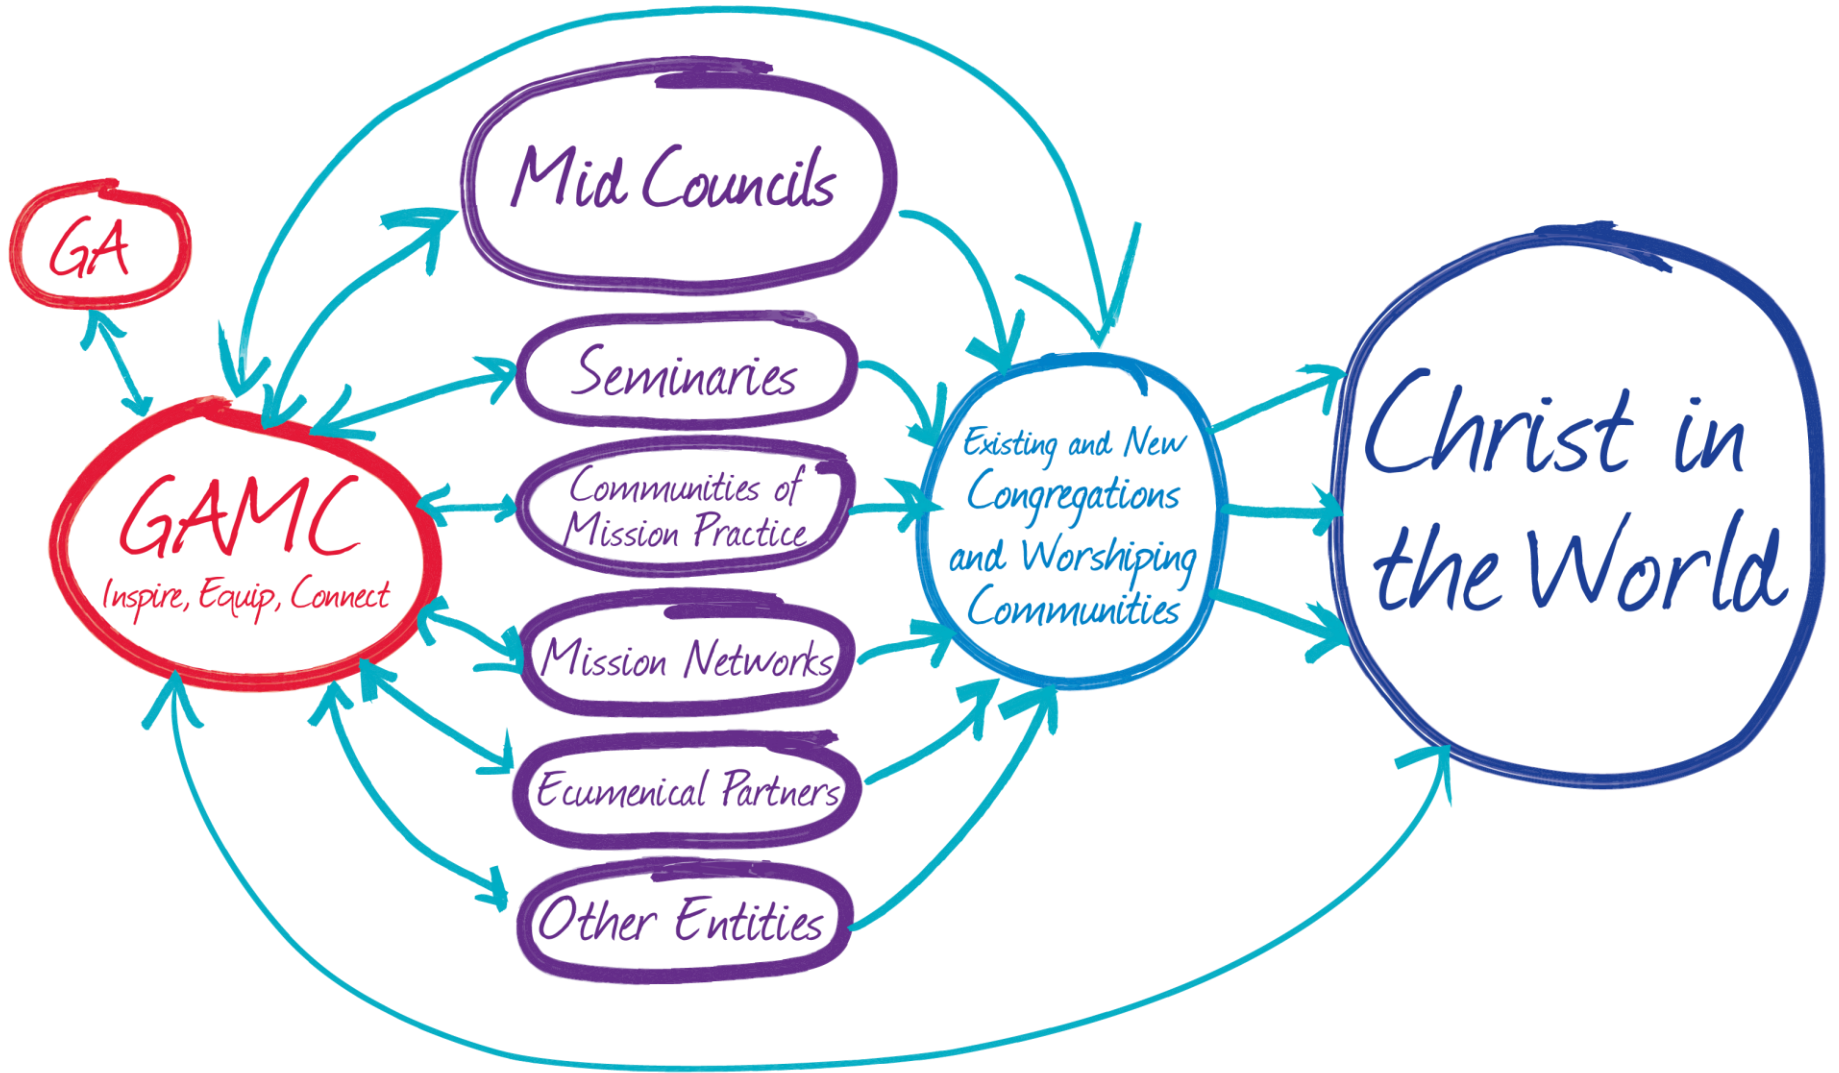 GA
GAMC
Inspire, Equip, Connect
Mid Councils
Seminaries
Communities of
Mission Practice
Mission Networks
Ecumenical Partners
Other Entities
Existing and New
Congregations
and Worshiping
Communities
Christ in
the World